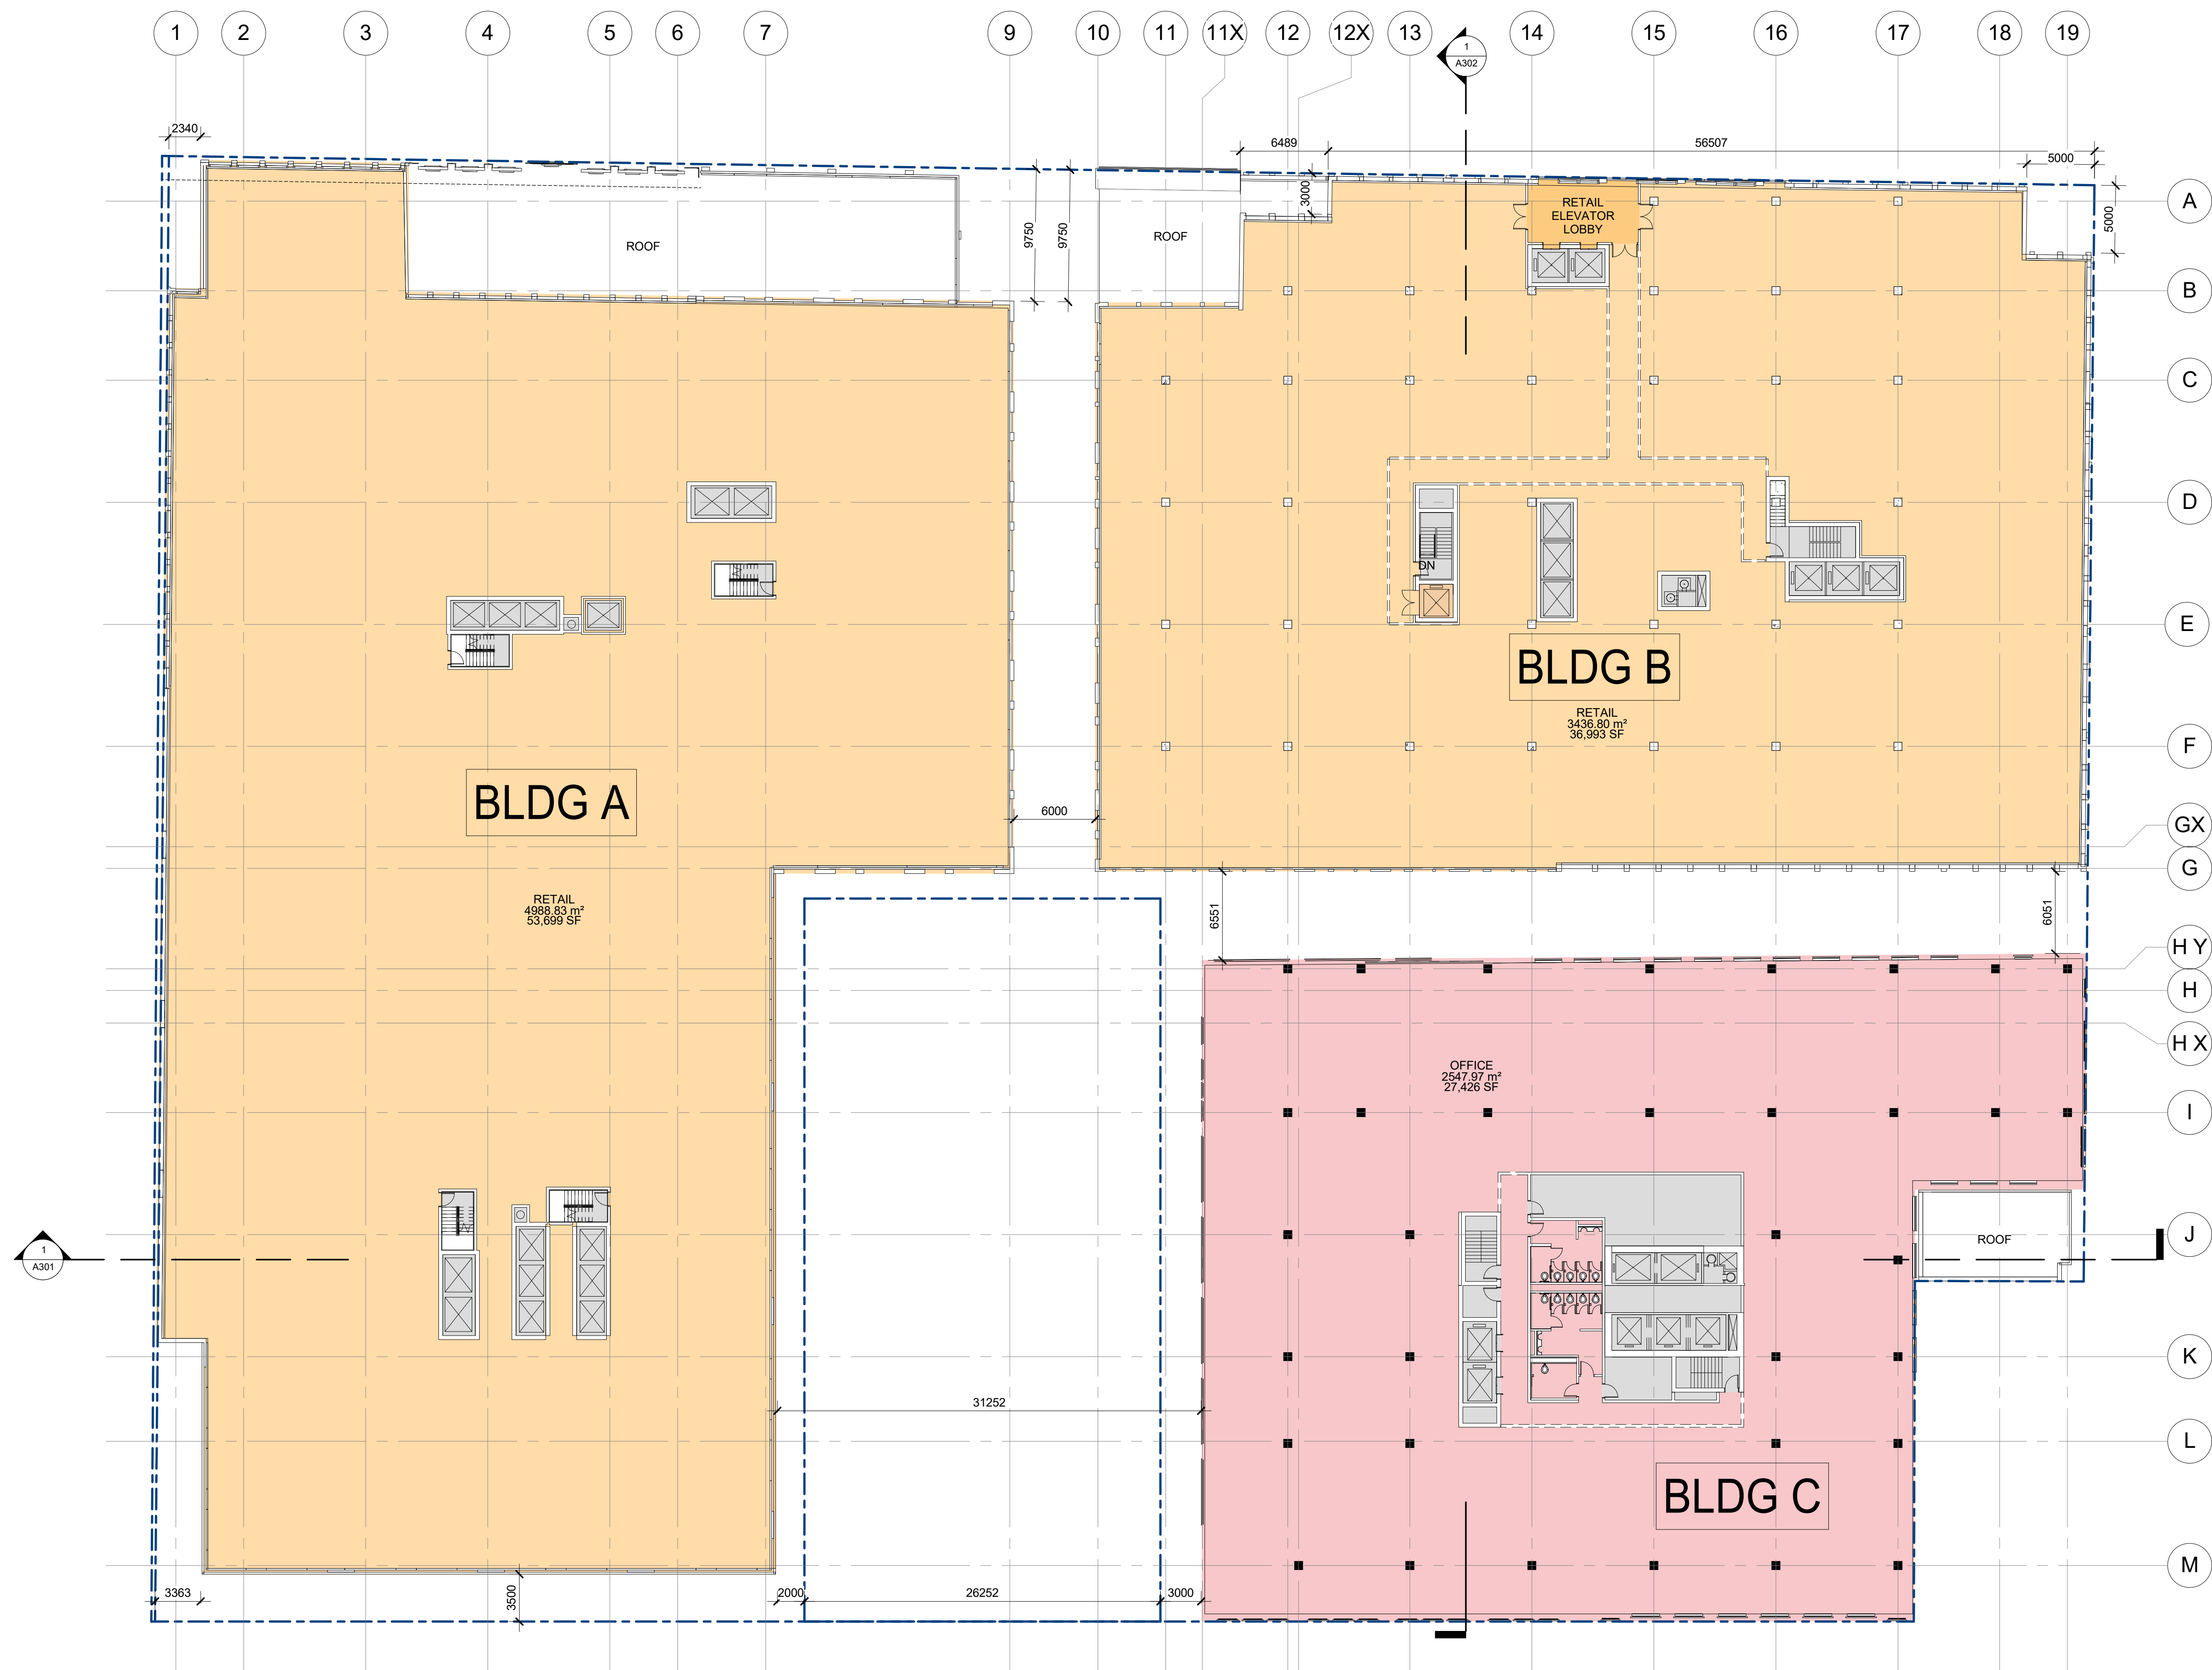 1 2 3 4 5 6 7 9 10 11 11X 12 12X 13 14 15 16 17 18 19
1
A302
2340
6489
56507
5000
3000
5000
9750
9750
A
B
C
D
E
F
GX
G
H Y
H
H X
I
J
K
L
M
ROOF
ROOF
RETAIL
ELEVATOR
LOBBY
DN
BLDG B
RETAIL
3436.80 m²
36,993 SF
BLDG A
6000
RETAIL
4988.83 m²
53,699 SF
6551
6051
OFFICE
2547.97 m²
27,426 SF
ROOF
1
A301
31252
BLDG C
3363
3500
2000
26252
3000